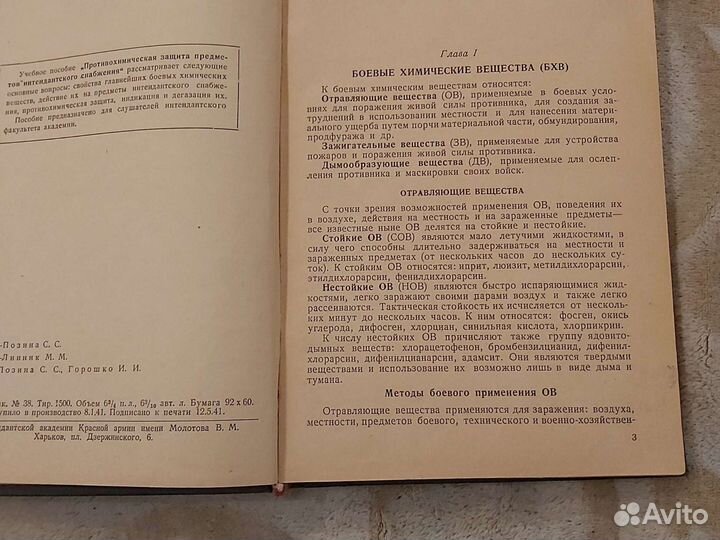 Учебное пособие „Противохимическая защита предме-
тов интендантского снабжения“ рассматривает следующие
основные вопросы: свойства главнейших боевых химических
веществ, действие их на предметы интендантского снабже-
ния, противохимическая защита, индикация и дегазация их.
Пособие предназначено для слушателей интендантского
факультета академии.
-Позина С. С.
-Линник М. М.
Позина С. С., Горошко И. И.
ак. № 38. Тир. 1500. Объем 6³/₄ п. л., 6³/₁₀ авт. л. Бумага 92 х 60.
упило в производство 8.1.41. Подписано к печати 12.5.41.
ндантской академии Красной армии имени Молотова В. М.
Харьков, пл. Дзержинского, 6.
Глава I
БОЕВЫЕ ХИМИЧЕСКИЕ ВЕЩЕСТВА (БХВ)
К боевым химическим веществам относятся:
Отравляющие вещества (ОВ), применяемые в боевых усло-
виях для поражения живой силы противника, для создания за-
труднений в использовании местности и для нанесения мате-
риального ущерба путем порчи материальной части, обмундирования,
продфуража и др.
Зажигательные вещества (ЗВ), применяемые для устройства
пожаров и поражения живой силы противника.
Дымообразующие вещества (ДВ), применяемые для ослеп-
ления противника и маскировки своих войск.
ОТРАВЛЯЮЩИЕ ВЕЩЕСТВА
С точки зрения возможностей применения ОВ, поведения их
в воздухе, действия на местность и на зараженные предметы—
все известные ныне ОВ делятся на стойкие и нестойкие.
Стойкие ОВ (СОВ) являются мало летучими жидкостями, в
силу чего способны длительно задерживаться на местности и
зараженных предметах (от нескольких часов до нескольких су-
ток). К стойким ОВ относятся: иприт, люизит, метилдихлорарсин,
этилдихлорарсин, фенилдихлорарсин.
Нестойкие ОВ (НОВ) являются быстро испаряющимися жид-
костями, легко заражают своими парами воздух и также легко
рассеиваются. Тактическая стойкость их исчисляется от несколь-
ких минут до нескольких часов. К ним относятся: фосген, окись
углерода, дифосген, хлорциан, синильная кислота, хлорпикрин.
К числу нестойких ОВ причисляют также группу ядовито-
дымных веществ: хлорацетофенон, бромбензилцианид, дифенил-
хлорарсин, дифенилцианарсин, адамсит. Они являются твердыми
веществами и использование их возможно лишь в виде дыма и
тумана.
Методы боевого применения ОВ
Отравляющие вещества применяются для заражения: воздуха,
местности, предметов боевого, технического и военно-хозяйствен-
3
Avito